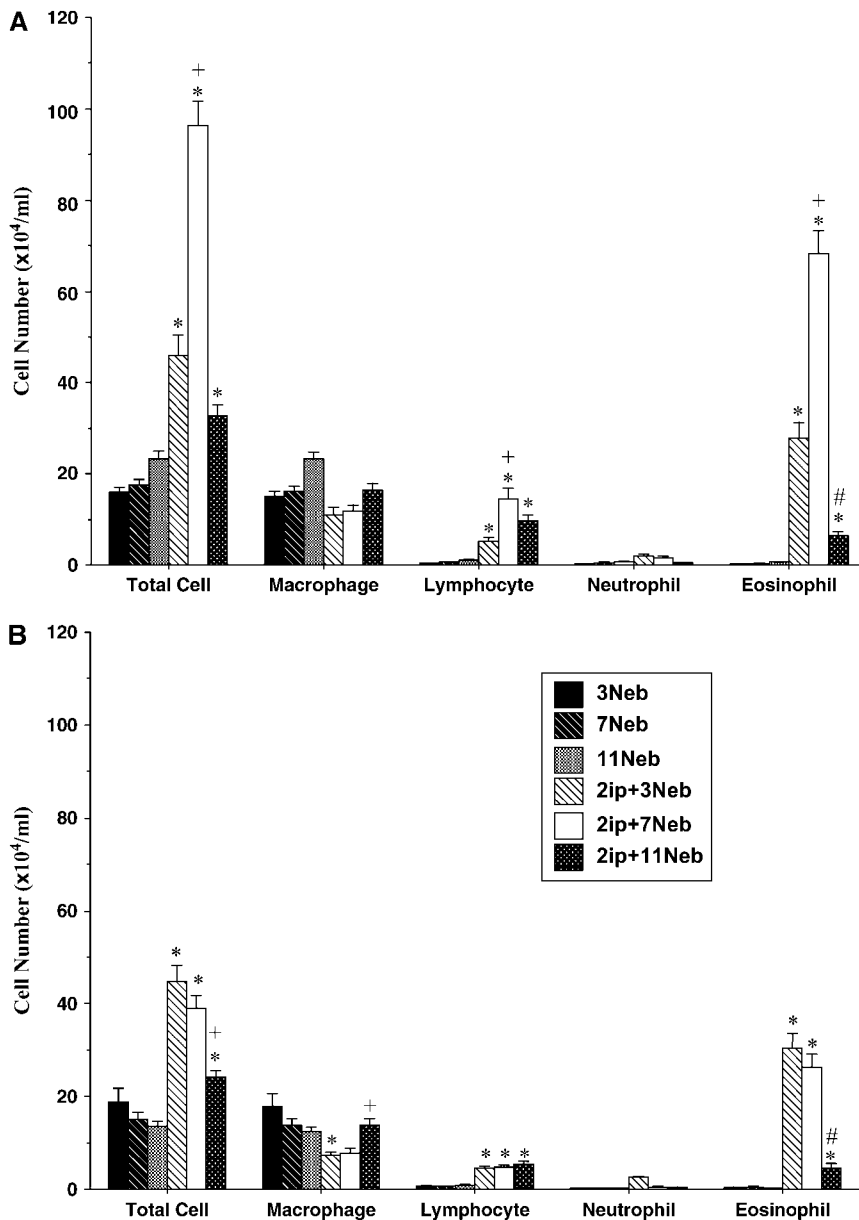 A
120
100
80
60
40
20
0
Cell Number (x10⁴/ml)
+
*
*
*
+
*
*
*
+
*
*
#
*
Total Cell Macrophage Lymphocyte Neutrophil Eosinophil
B
120
100
80
60
40
20
0
Cell Number (x10⁴/ml)
3Neb
7Neb
11Neb
2ip+3Neb
2ip+7Neb
2ip+11Neb
*
*
+
*
*
+
* * *
*
*
#
*
Total Cell Macrophage Lymphocyte Neutrophil Eosinophil